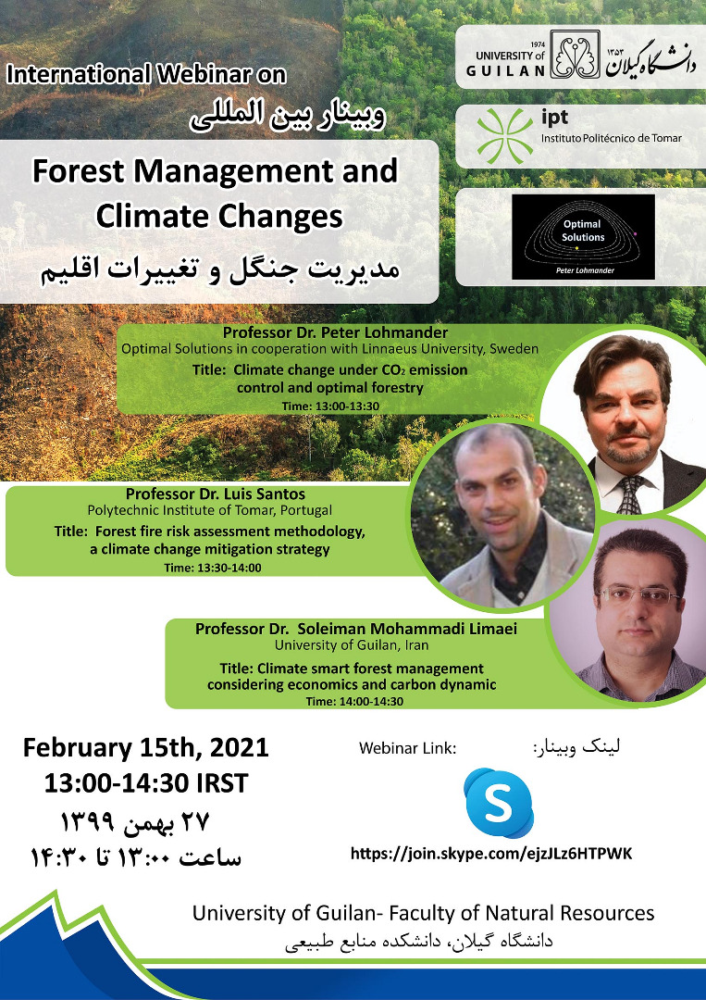 International Webinar on
وبینار بین المللی
Forest Management and
Climate Changes
مدیریت جنگل و تغییرات اقلیم
1974
UNIVERSITY of
GUILAN
۱۳۵۳
دانشگاه گیلان
ipt
Instituto Politécnico de Tomar
Optimal
Solutions
Peter Lohmander
Professor Dr. Peter Lohmander
Optimal Solutions in cooperation with Linnaeus University, Sweden
Title: Climate change under CO₂ emission
control and optimal forestry
Time: 13:00-13:30
Professor Dr. Luis Santos
Polytechnic Institute of Tomar, Portugal
Title: Forest fire risk assessment methodology,
a climate change mitigation strategy
Time: 13:30-14:00
Professor Dr. Soleiman Mohammadi Limaei
University of Guilan, Iran
Title: Climate smart forest management
considering economics and carbon dynamic
Time: 14:00-14:30
February 15th, 2021
13:00-14:30 IRST
۲۷ بهمن ۱۳۹۹
ساعت ۱۳:۰۰ تا ۱۴:۳۰
Webinar Link:
لینک وبینار:
S
https://join.skype.com/ejzJLz6HTPWK
University of Guilan- Faculty of Natural Resources
دانشگاه گیلان، دانشکده منابع طبیعی